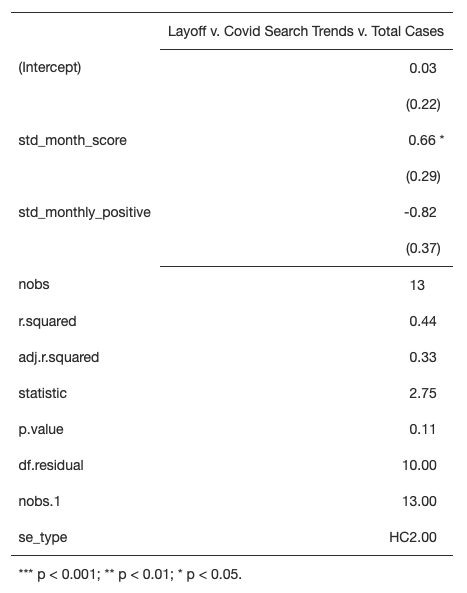 Layoff v. Covid Search Trends v. Total Cases
(Intercept) 0.03
(0.22)
std_month_score 0.66 *
(0.29)
std_monthly_positive -0.82
(0.37)
nobs 13
r.squared 0.44
adj.r.squared 0.33
statistic 2.75
p.value 0.11
df.residual 10.00
nobs.1 13.00
se_type HC2.00
*** p < 0.001; ** p < 0.01; * p < 0.05.